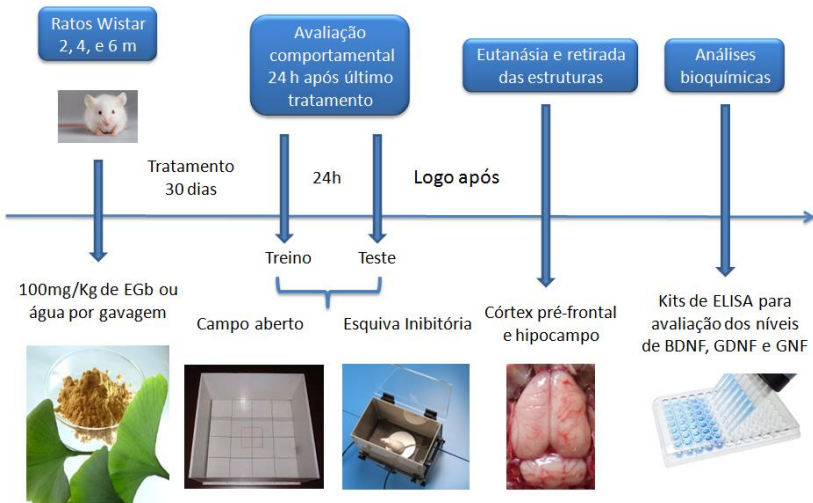 Ratos Wistar
2, 4, e 6 m
Avaliação
comportamental
24 h após último
tratamento
Eutanásia e retirada
das estruturas
Análises
bioquímicas
Tratamento
30 dias
24h
Logo após
Treino
Teste
100mg/Kg de EGb ou
água por gavagem
Campo aberto
Esquiva Inibitória
Córtex pré-frontal
e hipocampo
Kits de ELISA para
avaliação dos níveis
de BDNF, GDNF e GNF